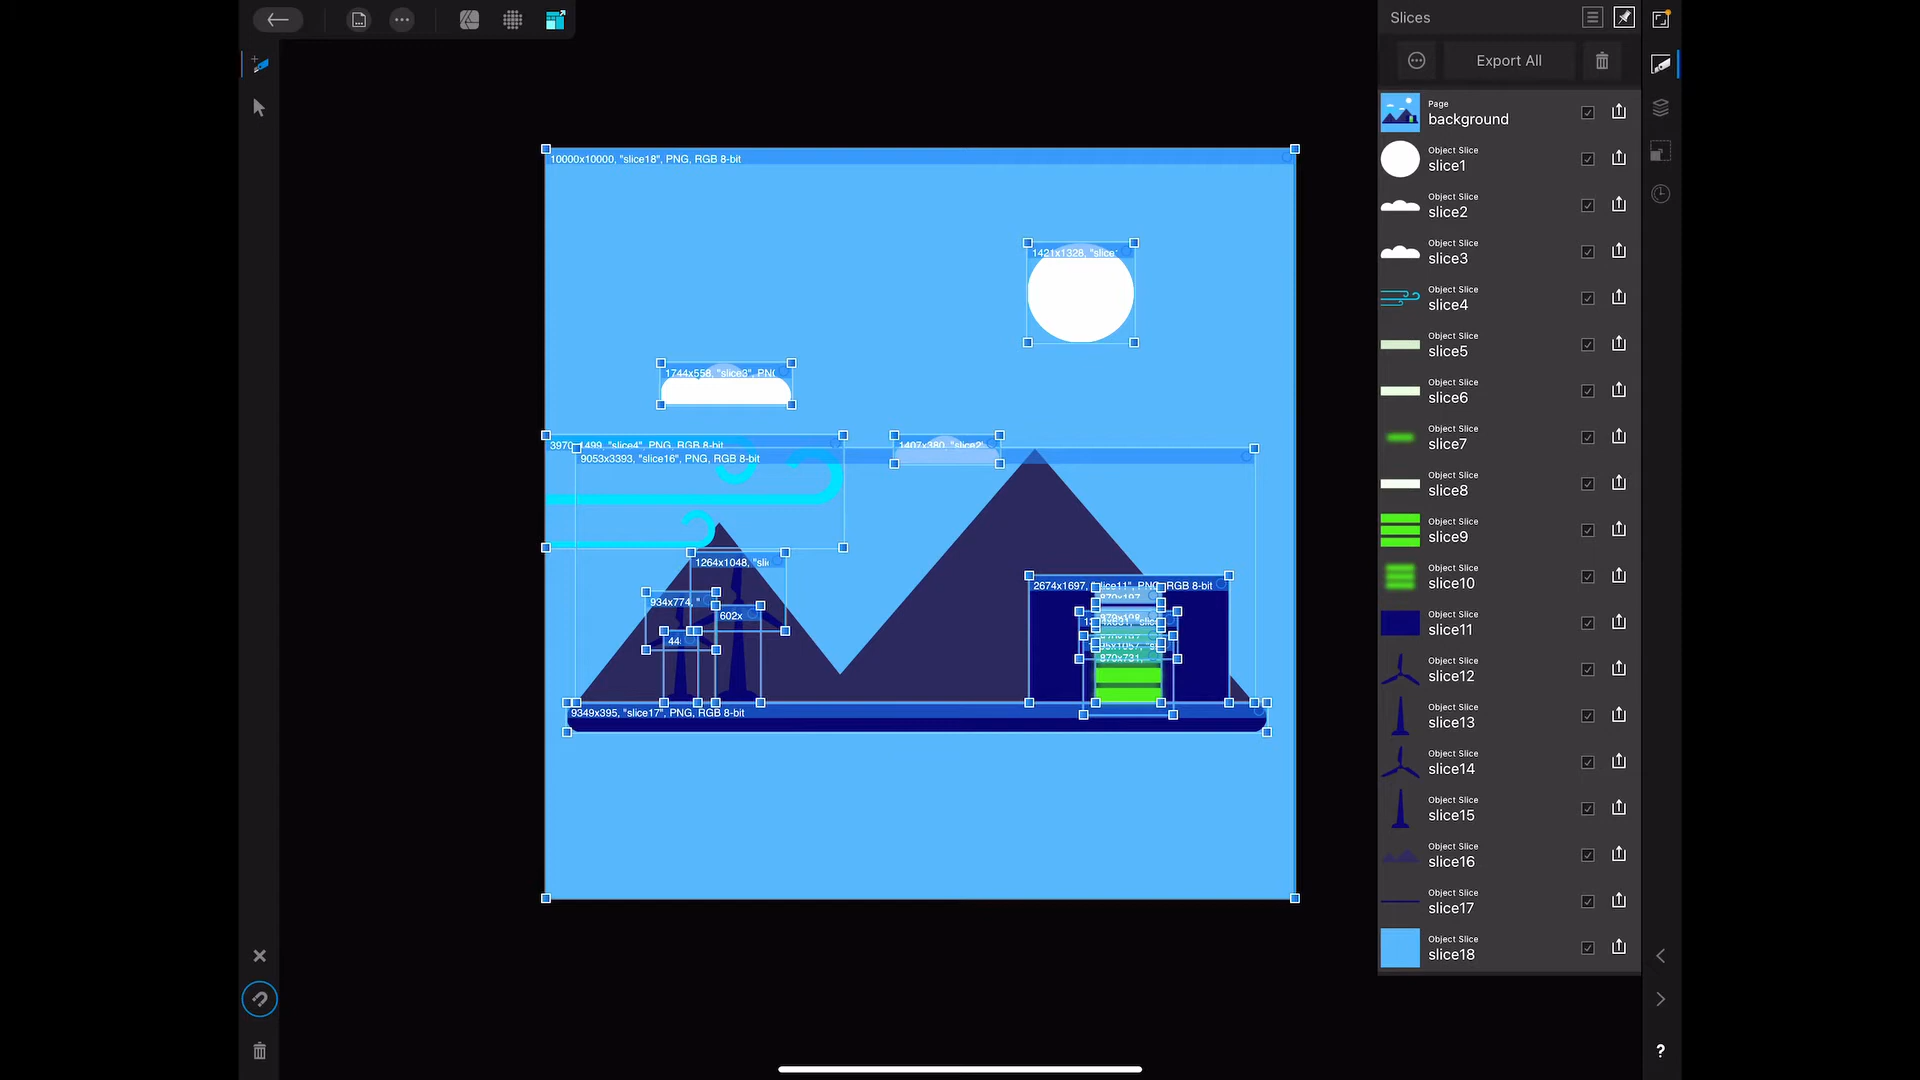 Slices
Export All
Page
background
Object Slice
slice1
Object Slice
slice2
Object Slice
slice3
Object Slice
slice4
Object Slice
slice5
Object Slice
slice6
Object Slice
slice7
Object Slice
slice8
Object Slice
slice9
Object Slice
slice10
Object Slice
slice11
Object Slice
slice12
Object Slice
slice13
Object Slice
slice14
Object Slice
slice15
Object Slice
slice16
Object Slice
slice17
Object Slice
slice18
?
10000x10000, "slice18", PNG, RGB 8-bit
1421x1328, "slice
1744x558, "slice3", PNG
3970x1499, "slice4", PNG, RGB 8-bit
1407x380, "slice2"
9053x3393, "slice16", PNG, RGB 8-bit
1264x1048, "slic
2674x1697, "slice11", PNG, RGB 8-bit
934x774, "
602x
44
870x731,
9349x395, "slice17", PNG, RGB 8-bit